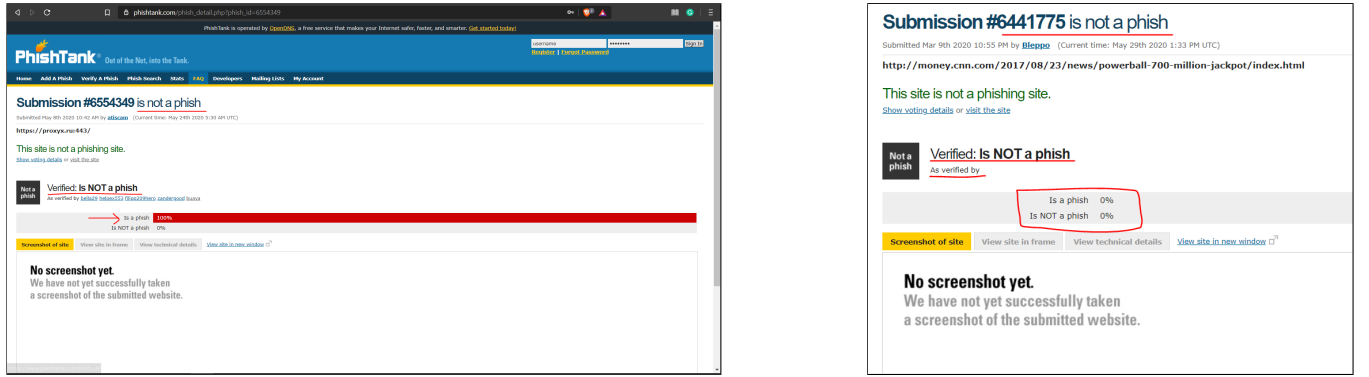 phishtank.com/phish_detail.php?phish_id=6554349
PhishTank is operated by OpenDNS, a free service that makes your Internet safer, faster, and smarter. Get started today!
username
••••••••
Sign In
Register | Forgot Password
PhishTank® Out of the Net, into the Tank.
Home Add A Phish Verify A Phish Phish Search Stats FAQ Developers Mailing Lists My Account
Submission #6554349 is not a phish
Submitted May 8th 2020 10:42 AM by atiscam (Current time: May 24th 2020 5:30 AM UTC)
https://proxyx.ru:443/
This site is not a phishing site.
Show voting details or visit the site
Not a phish
Verified: Is NOT a phish
As verified by bella29 helpex553 filipp209hero zandergood buuya
Is a phish 100%
Is NOT a phish 0%
Screenshot of site View site in frame View technical details View site in new window
No screenshot yet.
We have not yet successfully taken
a screenshot of the submitted website.
Submission #6441775 is not a phish
Submitted Mar 9th 2020 10:55 PM by Bleppo (Current time: May 29th 2020 1:33 PM UTC)
http://money.cnn.com/2017/08/23/news/powerball-700-million-jackpot/index.html
This site is not a phishing site.
Show voting details or visit the site
Not a
phish
Verified: Is NOT a phish
As verified by
Is a phish 0%
Is NOT a phish 0%
Screenshot of site View site in frame View technical details View site in new window
No screenshot yet.
We have not yet successfully taken
a screenshot of the submitted website.